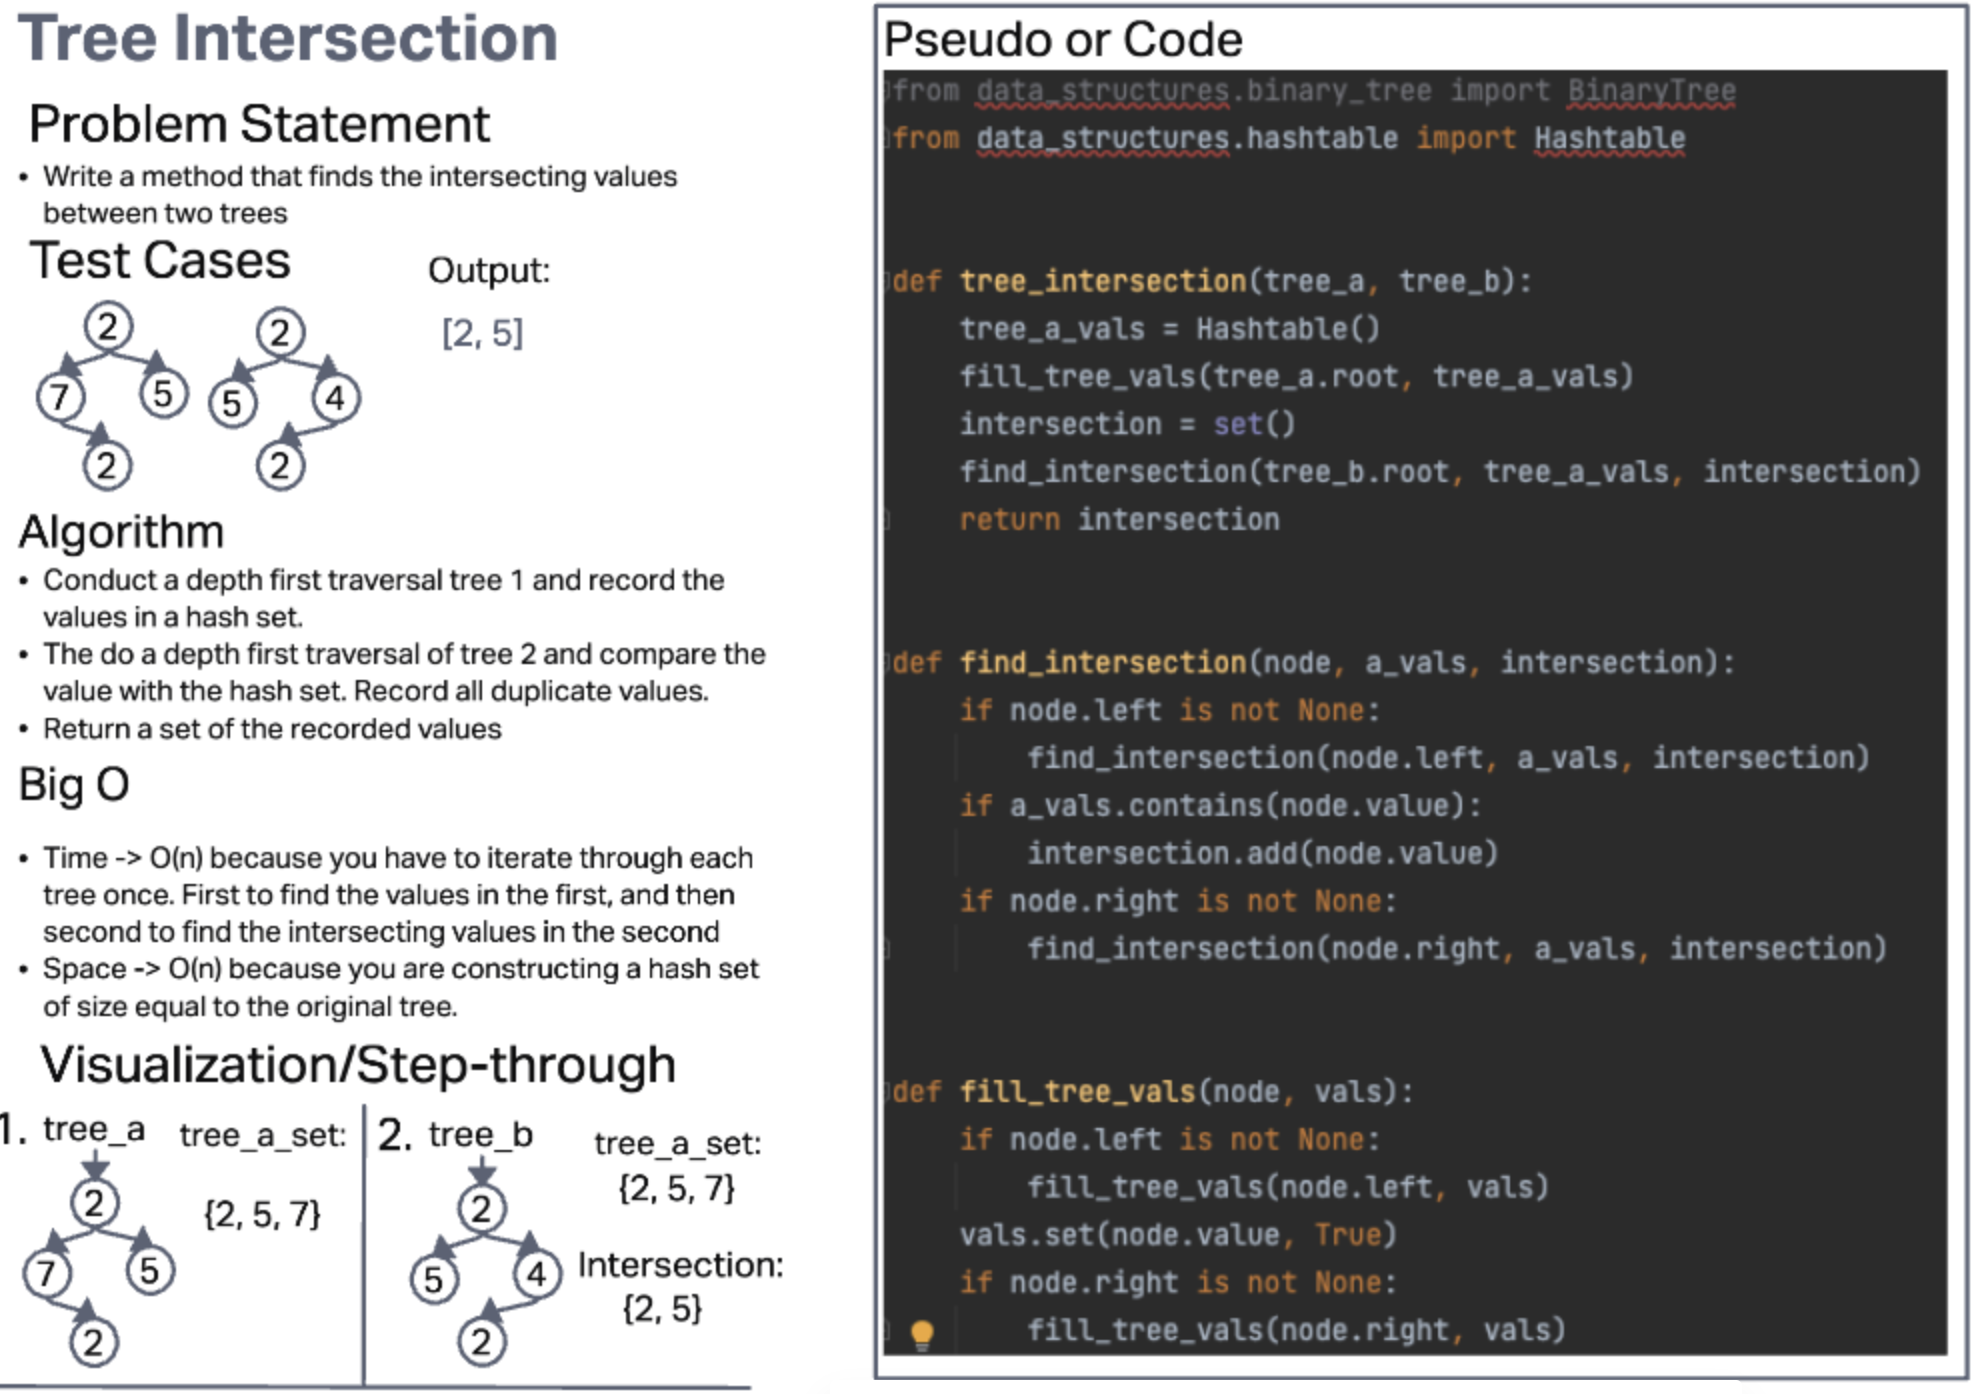 Tree Intersection
Problem Statement
• Write a method that finds the intersecting values
between two trees
Test Cases
Output:
[2, 5]
2
7
5
2
2
5
4
2
Algorithm
• Conduct a depth first traversal tree 1 and record the
values in a hash set.
• The do a depth first traversal of tree 2 and compare the
value with the hash set. Record all duplicate values.
• Return a set of the recorded values
Big O
• Time -> O(n) because you have to iterate through each
tree once. First to find the values in the first, and then
second to find the intersecting values in the second
• Space -> O(n) because you are constructing a hash set
of size equal to the original tree.
Visualization/Step-through
1. tree_a
tree_a_set:
{2, 5, 7}
2
7
5
2
2. tree_b
tree_a_set:
{2, 5, 7}
2
5
4
2
Intersection:
{2, 5}
Pseudo or Code
from data_structures.binary_tree import BinaryTree
from data_structures.hashtable import Hashtable
def tree_intersection(tree_a, tree_b):
    tree_a_vals = Hashtable()
    fill_tree_vals(tree_a.root, tree_a_vals)
    intersection = set()
    find_intersection(tree_b.root, tree_a_vals, intersection)
    return intersection
def find_intersection(node, a_vals, intersection):
    if node.left is not None:
        find_intersection(node.left, a_vals, intersection)
    if a_vals.contains(node.value):
        intersection.add(node.value)
    if node.right is not None:
        find_intersection(node.right, a_vals, intersection)
def fill_tree_vals(node, vals):
    if node.left is not None:
        fill_tree_vals(node.left, vals)
    vals.set(node.value, True)
    if node.right is not None:
        fill_tree_vals(node.right, vals)